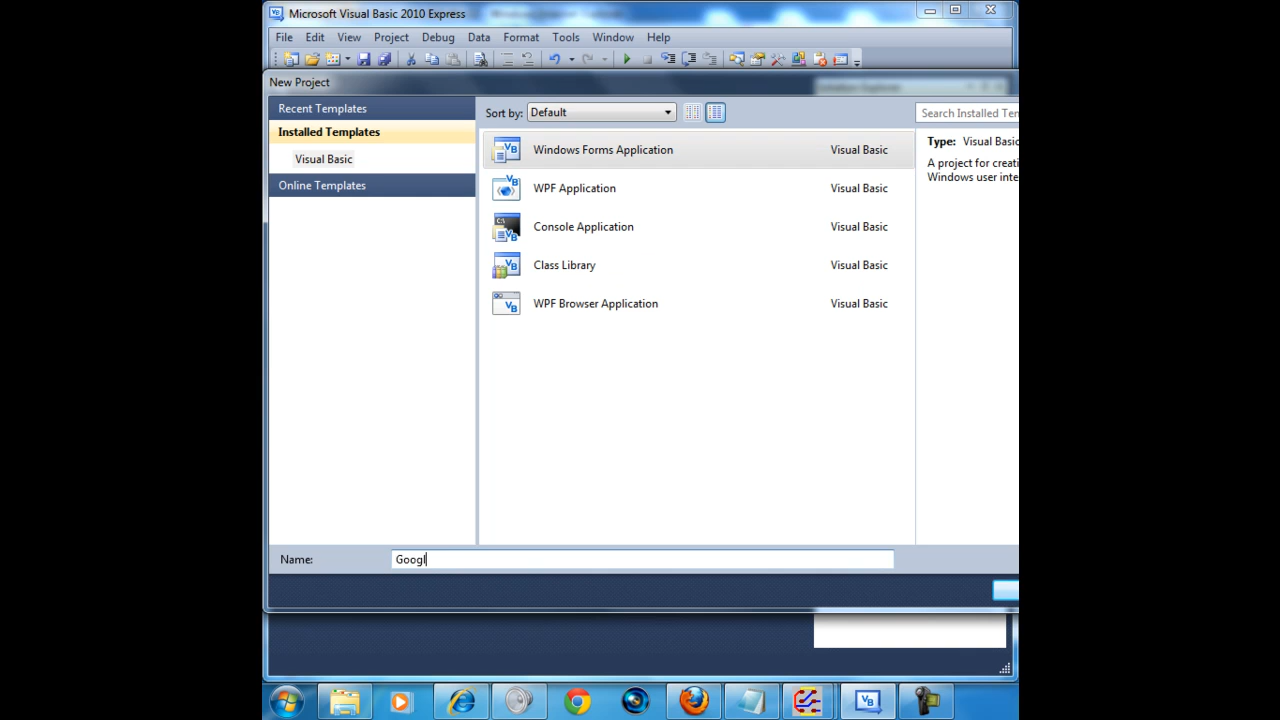 Microsoft Visual Basic 2010 Express
File Edit View Project Debug Data Format Tools Window Help
New Project
Recent Templates
Installed Templates
Visual Basic
Online Templates
Sort by: Default
Search Installed Tem
Windows Forms Application Visual Basic
WPF Application Visual Basic
Console Application Visual Basic
Class Library Visual Basic
WPF Browser Application Visual Basic
Type: Visual Basic
A project for creati
Windows user inte
Name: Googl